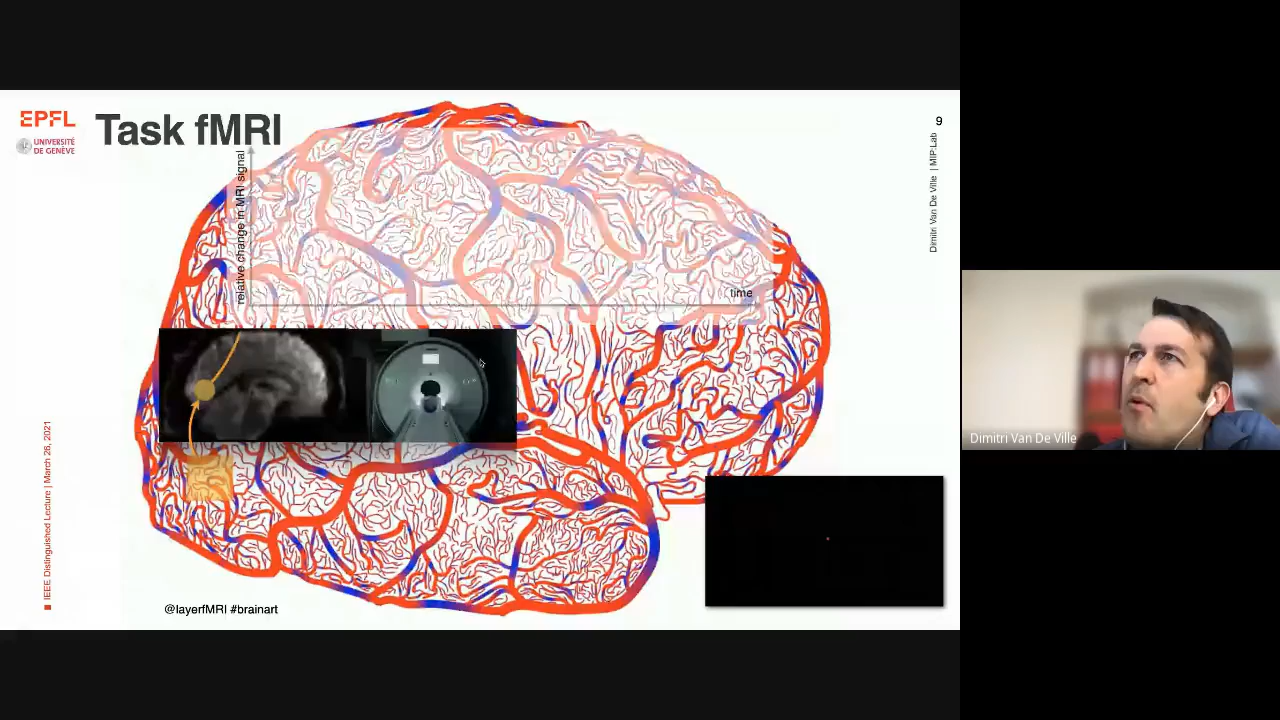 EPFL
UNIVERSITÉ
DE GENÈVE
Task fMRI
9
Dimitri Van De Ville | MIP:Lab
relative change in MRI signal
time
IEEE Distinguished Lecture | March 26, 2021
@layerfMRI #brainart
Dimitri Van De Ville